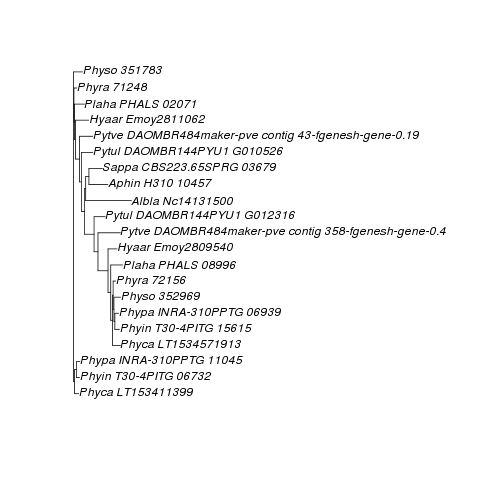 Physo 351783
Phyra 71248
Plaha PHALS 02071
Hyaar Emoy2811062
Pytve DAOMBR484maker-pve contig 43-fgenesh-gene-0.19
Pytul DAOMBR144PYU1 G010526
Sappa CBS223.65SPRG 03679
Aphin H310 10457
Albla Nc14131500
Pytul DAOMBR144PYU1 G012316
Pytve DAOMBR484maker-pve contig 358-fgenesh-gene-0.4
Hyaar Emoy2809540
Plaha PHALS 08996
Phyra 72156
Physo 352969
Phypa INRA-310PPTG 06939
Phyin T30-4PITG 15615
Phyca LT1534571913
Phypa INRA-310PPTG 11045
Phyin T30-4PITG 06732
Phyca LT153411399